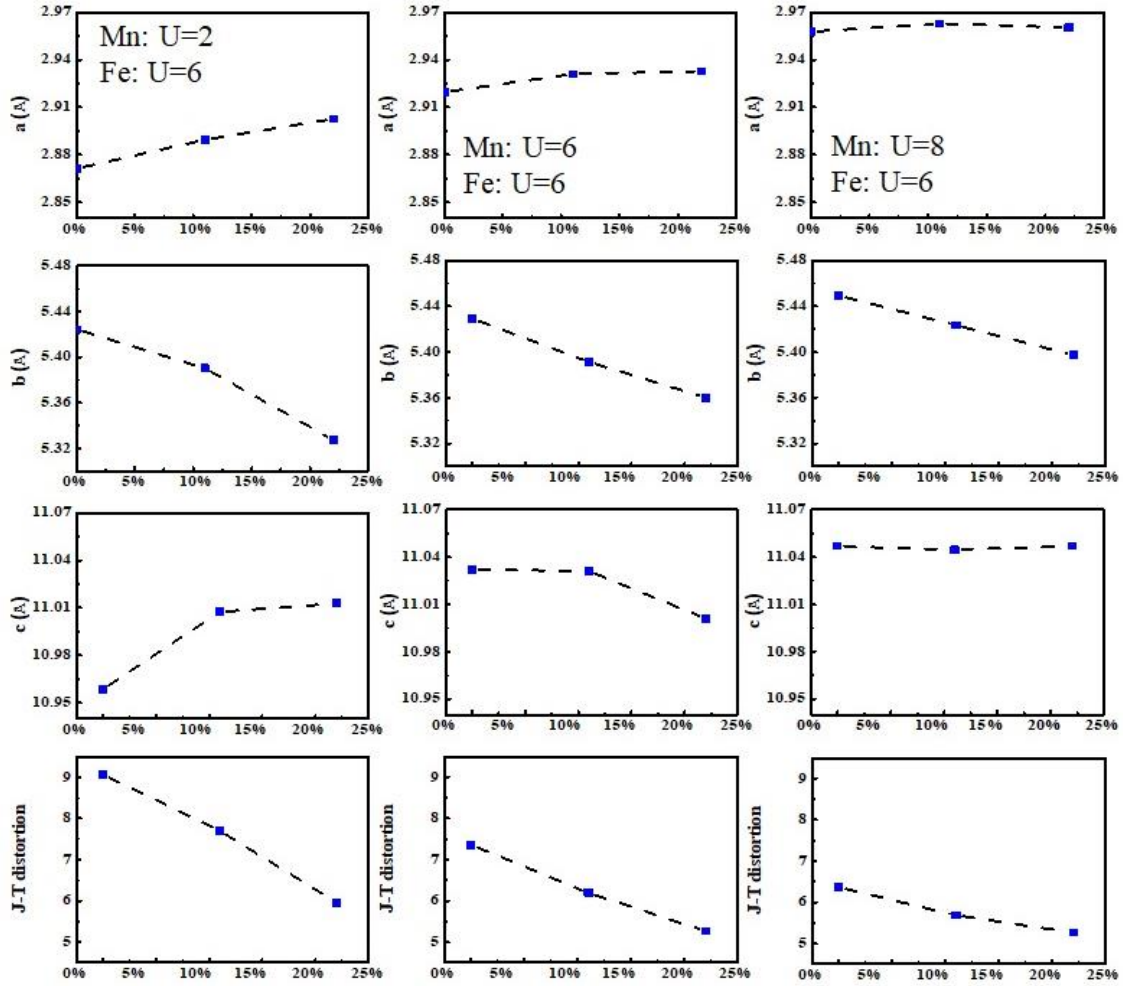 2.97
2.94
2.91
2.88
2.85
a (Å)
Mn: U=2
Fe: U=6
0% 5% 10% 15% 20% 25%
2.97
2.94
2.91
2.88
2.85
a (Å)
Mn: U=6
Fe: U=6
0% 5% 10% 15% 20% 25%
2.97
2.94
2.91
2.88
2.85
a (Å)
Mn: U=8
Fe: U=6
0% 5% 10% 15% 20% 25%
5.48
5.44
5.40
5.36
5.32
b (Å)
0% 5% 10% 15% 20% 25%
5.48
5.44
5.40
5.36
5.32
b (Å)
0% 5% 10% 15% 20% 25%
5.48
5.44
5.40
5.36
5.32
b (Å)
0% 5% 10% 15% 20% 25%
11.07
11.04
11.01
10.98
10.95
c (Å)
0% 5% 10% 15% 20% 25%
11.07
11.04
11.01
10.98
10.95
c (Å)
0% 5% 10% 15% 20% 25%
11.07
11.04
11.01
10.98
10.95
c (Å)
0% 5% 10% 15% 20% 25%
9
8
7
6
5
J-T distortion
0% 5% 10% 15% 20% 25%
9
8
7
6
5
J-T distortion
0% 5% 10% 15% 20% 25%
9
8
7
6
5
J-T distortion
0% 5% 10% 15% 20% 25%